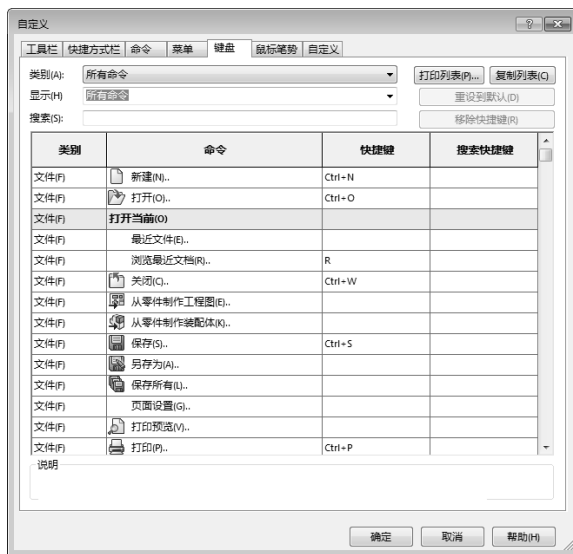 自定义
工具栏 快捷方式栏 命令 菜单 键盘 鼠标笔势 自定义
类别(A): 所有命令 打印列表(P)... 复制列表(C)
显示(H) 所有命令 重设到默认(D)
搜索(S): 移除快捷键(R)
类别 命令 快捷键 搜索快捷键
文件(F) 新建(N).. Ctrl+N
文件(F) 打开(O).. Ctrl+O
文件(F) 打开当前(O)
文件(F) 最近文件(E)..
文件(F) 浏览最近文档(R).. R
文件(F) 关闭(C).. Ctrl+W
文件(F) 从零件制作工程图(E)..
文件(F) 从零件制作装配体(K)..
文件(F) 保存(S).. Ctrl+S
文件(F) 另存为(A)..
文件(F) 保存所有(L)..
文件(F) 页面设置(G)..
文件(F) 打印预览(V)..
文件(F) 打印(P).. Ctrl+P
说明
确定 取消 帮助(H)